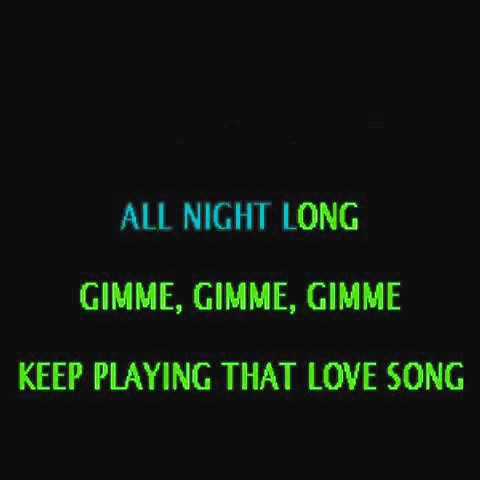 ALL NIGHT LONG
GIMME, GIMME, GIMME
KEEP PLAYING THAT LOVE SONG